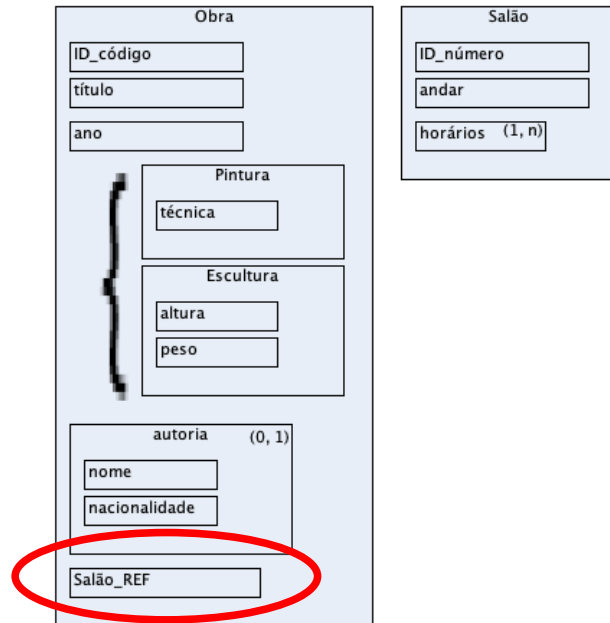 Obra
ID_código
título
ano
Pintura
técnica
Escultura
altura
peso
autoria (0, 1)
nome
nacionalidade
Salão_REF
Salão
ID_número
andar
horários (1, n)